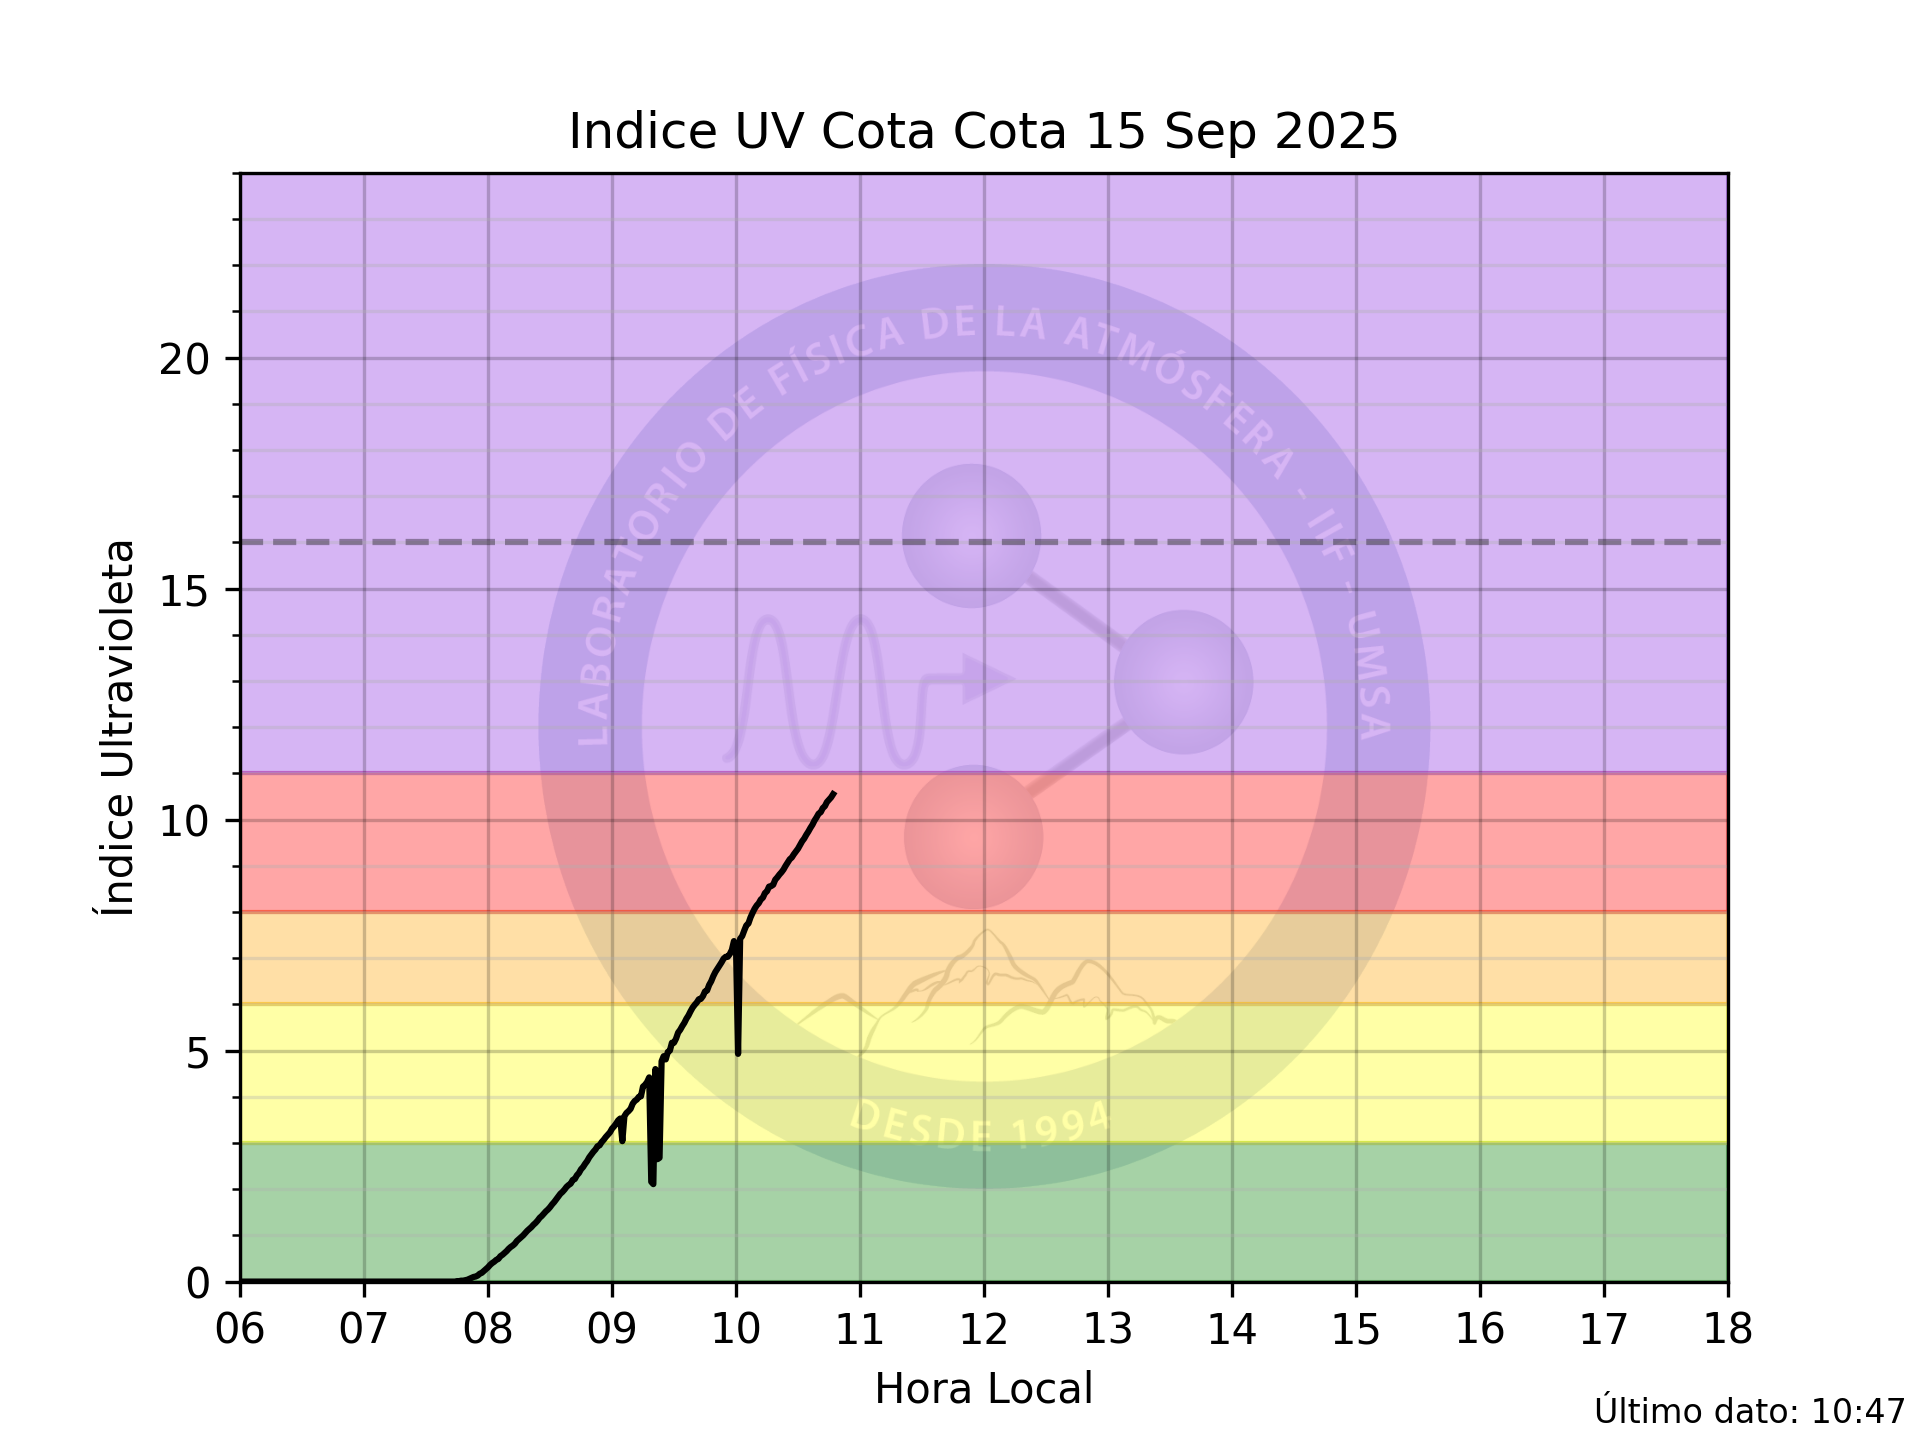 Indice UV Cota Cota 15 Sep 2025
Índice Ultravioleta
20
15
10
5
0
LABORATORIO DE FÍSICA DE LA ATMÓSFERA - IIF - UMSA
DESDE 1994
06 07 08 09 10 11 12 13 14 15 16 17 18
Hora Local
Último dato: 10:47